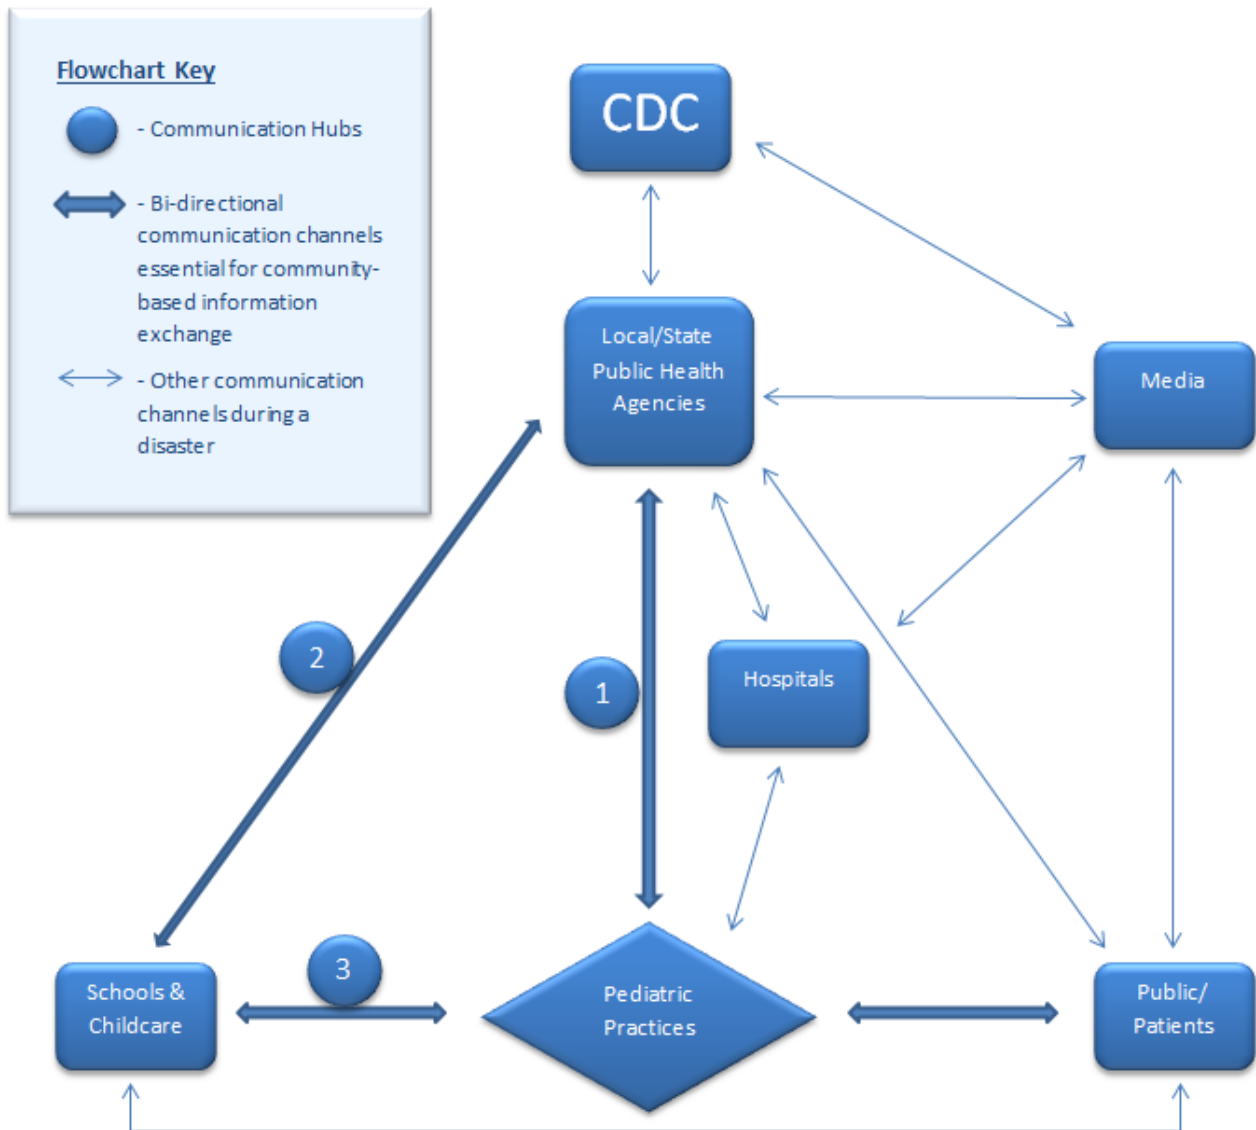 Flowchart Key
- Communication Hubs
- Bi-directional
communication channels
essential for community-
based information
exchange
- Other communication
channels during a
disaster
CDC
Local/State
Public Health
Agencies
Media
2
1
Hospitals
3
Schools &
Childcare
Pediatric
Practices
Public/
Patients